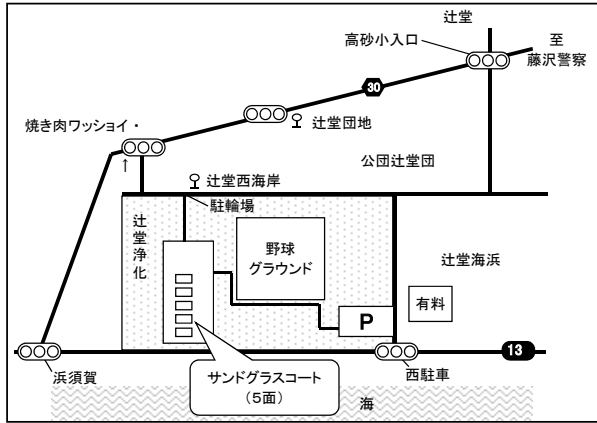 辻堂
高砂小入口
至
藤沢警察
30
焼き肉ワッショイ・
↑
辻堂団地
公団辻堂団
辻堂西海岸
駐輪場
辻堂浄化
野球
グラウンド
辻堂海浜
有料
P
13
浜須賀
サンドグラスコート
（5面）
西駐車
海